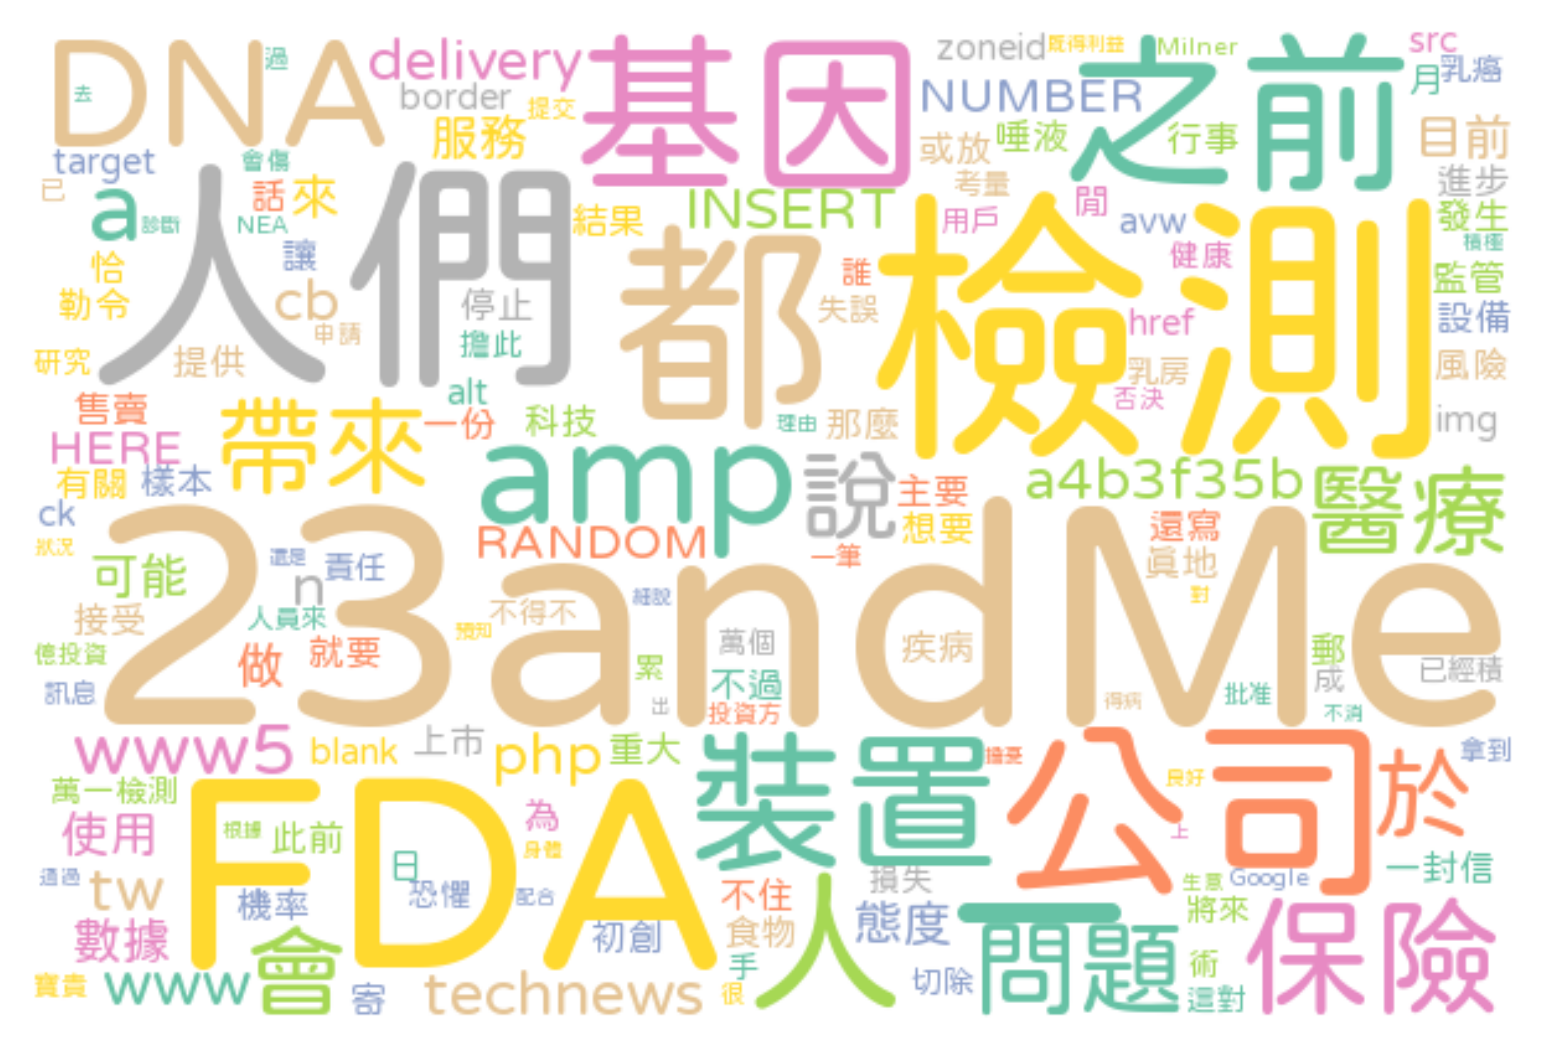 DNA
過
去
delivery
border
提交
基因
zoneid
既得利益
Milner
src
月
乳癌
NUMBER
之前
服務
或放
唾液
行事
目前
target
會傷
已
話
來
考量
進步
a
診斷
NEA
人們
結果
INSERT
用戶
閒
avw
發生
積極
讓
恰
勒令
cb
申請
停止
擔此
都
誰
失誤
檢測
健康
監管
href
設備
研究
提供
alt
乳房
否決
風險
售賣
帶來
一份
科技
理由
那麼
img
HERE
有關
樣本
amp
說
主要
a4b3f35b
醫療
ck
狀況
RANDOM
想要
一筆
還寫
真地
23andMe
可能
還是
n
責任
細說
對
接受
人員來
預知
不得不
億投資
做
就要
萬個
疾病
郵
累
不過
成
已經積
訊息
出
投資方
得病
批准
不消
www5
blank
上市
php
重大
裝置
擔憂
公司
於
拿到
良好
萬一檢測
FDA
使用
根據
此前
為
身體
上
日
恐懼
通過
tw
機率
配合
不住
損失
生意
Google
一封信
數據
初創
食物
人
態度
問題
將來
保險
寶貴
www
會
寄
technews
手
很
切除
術
這對